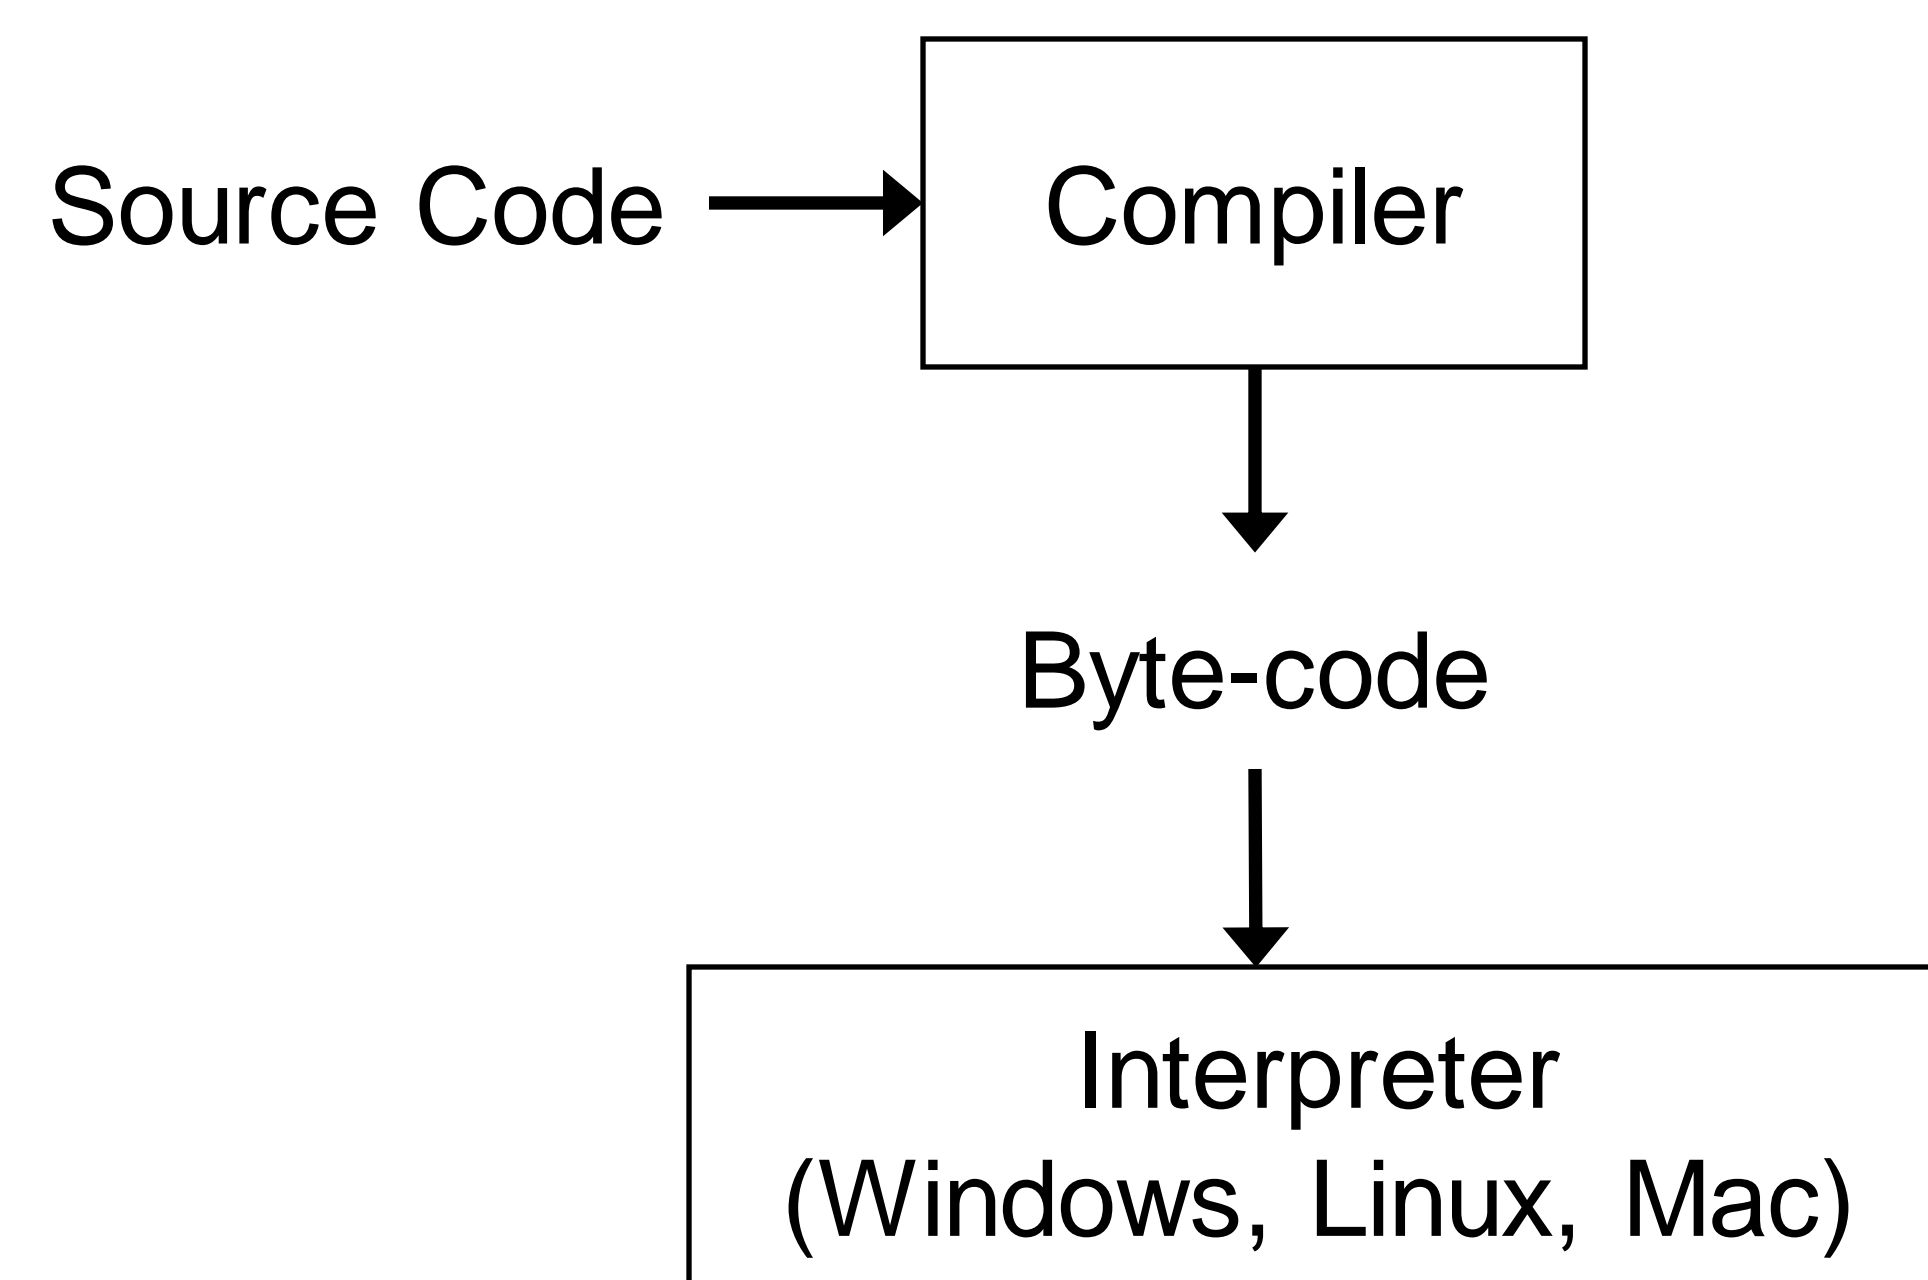 Source Code
Compiler
Byte-code
Interpreter
(Windows, Linux, Mac)